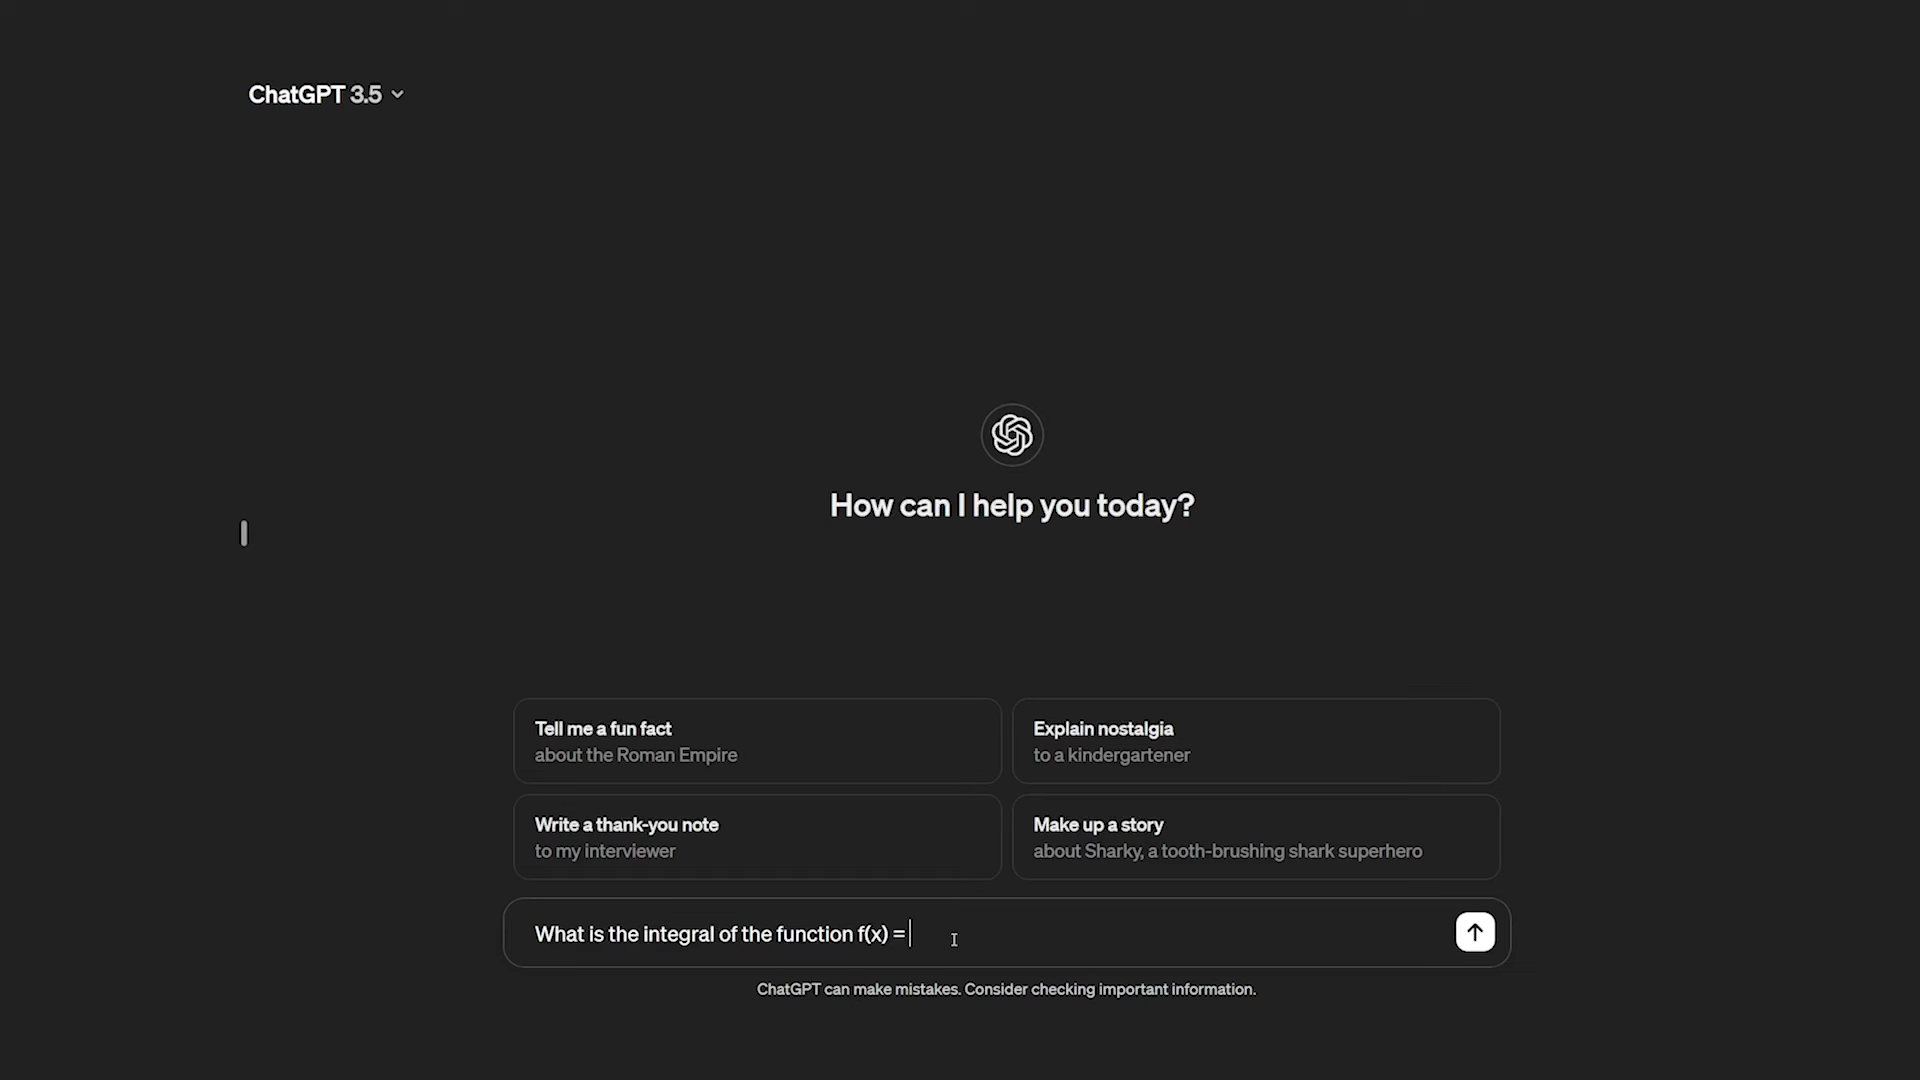 ChatGPT 3.5
How can I help you today?
Tell me a fun fact
about the Roman Empire
Explain nostalgia
to a kindergartener
Write a thank-you note
to my interviewer
Make up a story
about Sharky, a tooth-brushing shark superhero
What is the integral of the function f(x) =
ChatGPT can make mistakes. Consider checking important information.